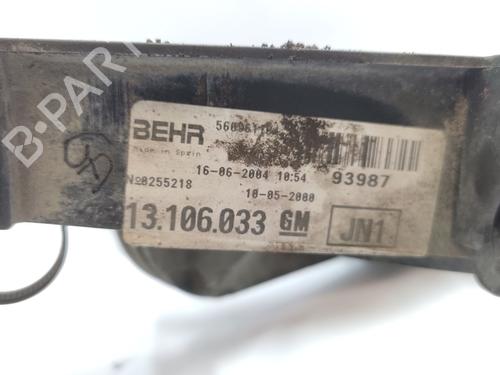 B-PARTS
BEHR
Made in Spain
16-06-2004 10:54
93987
Nº8255218
10-05-2000
13.106.033 GM
JN1